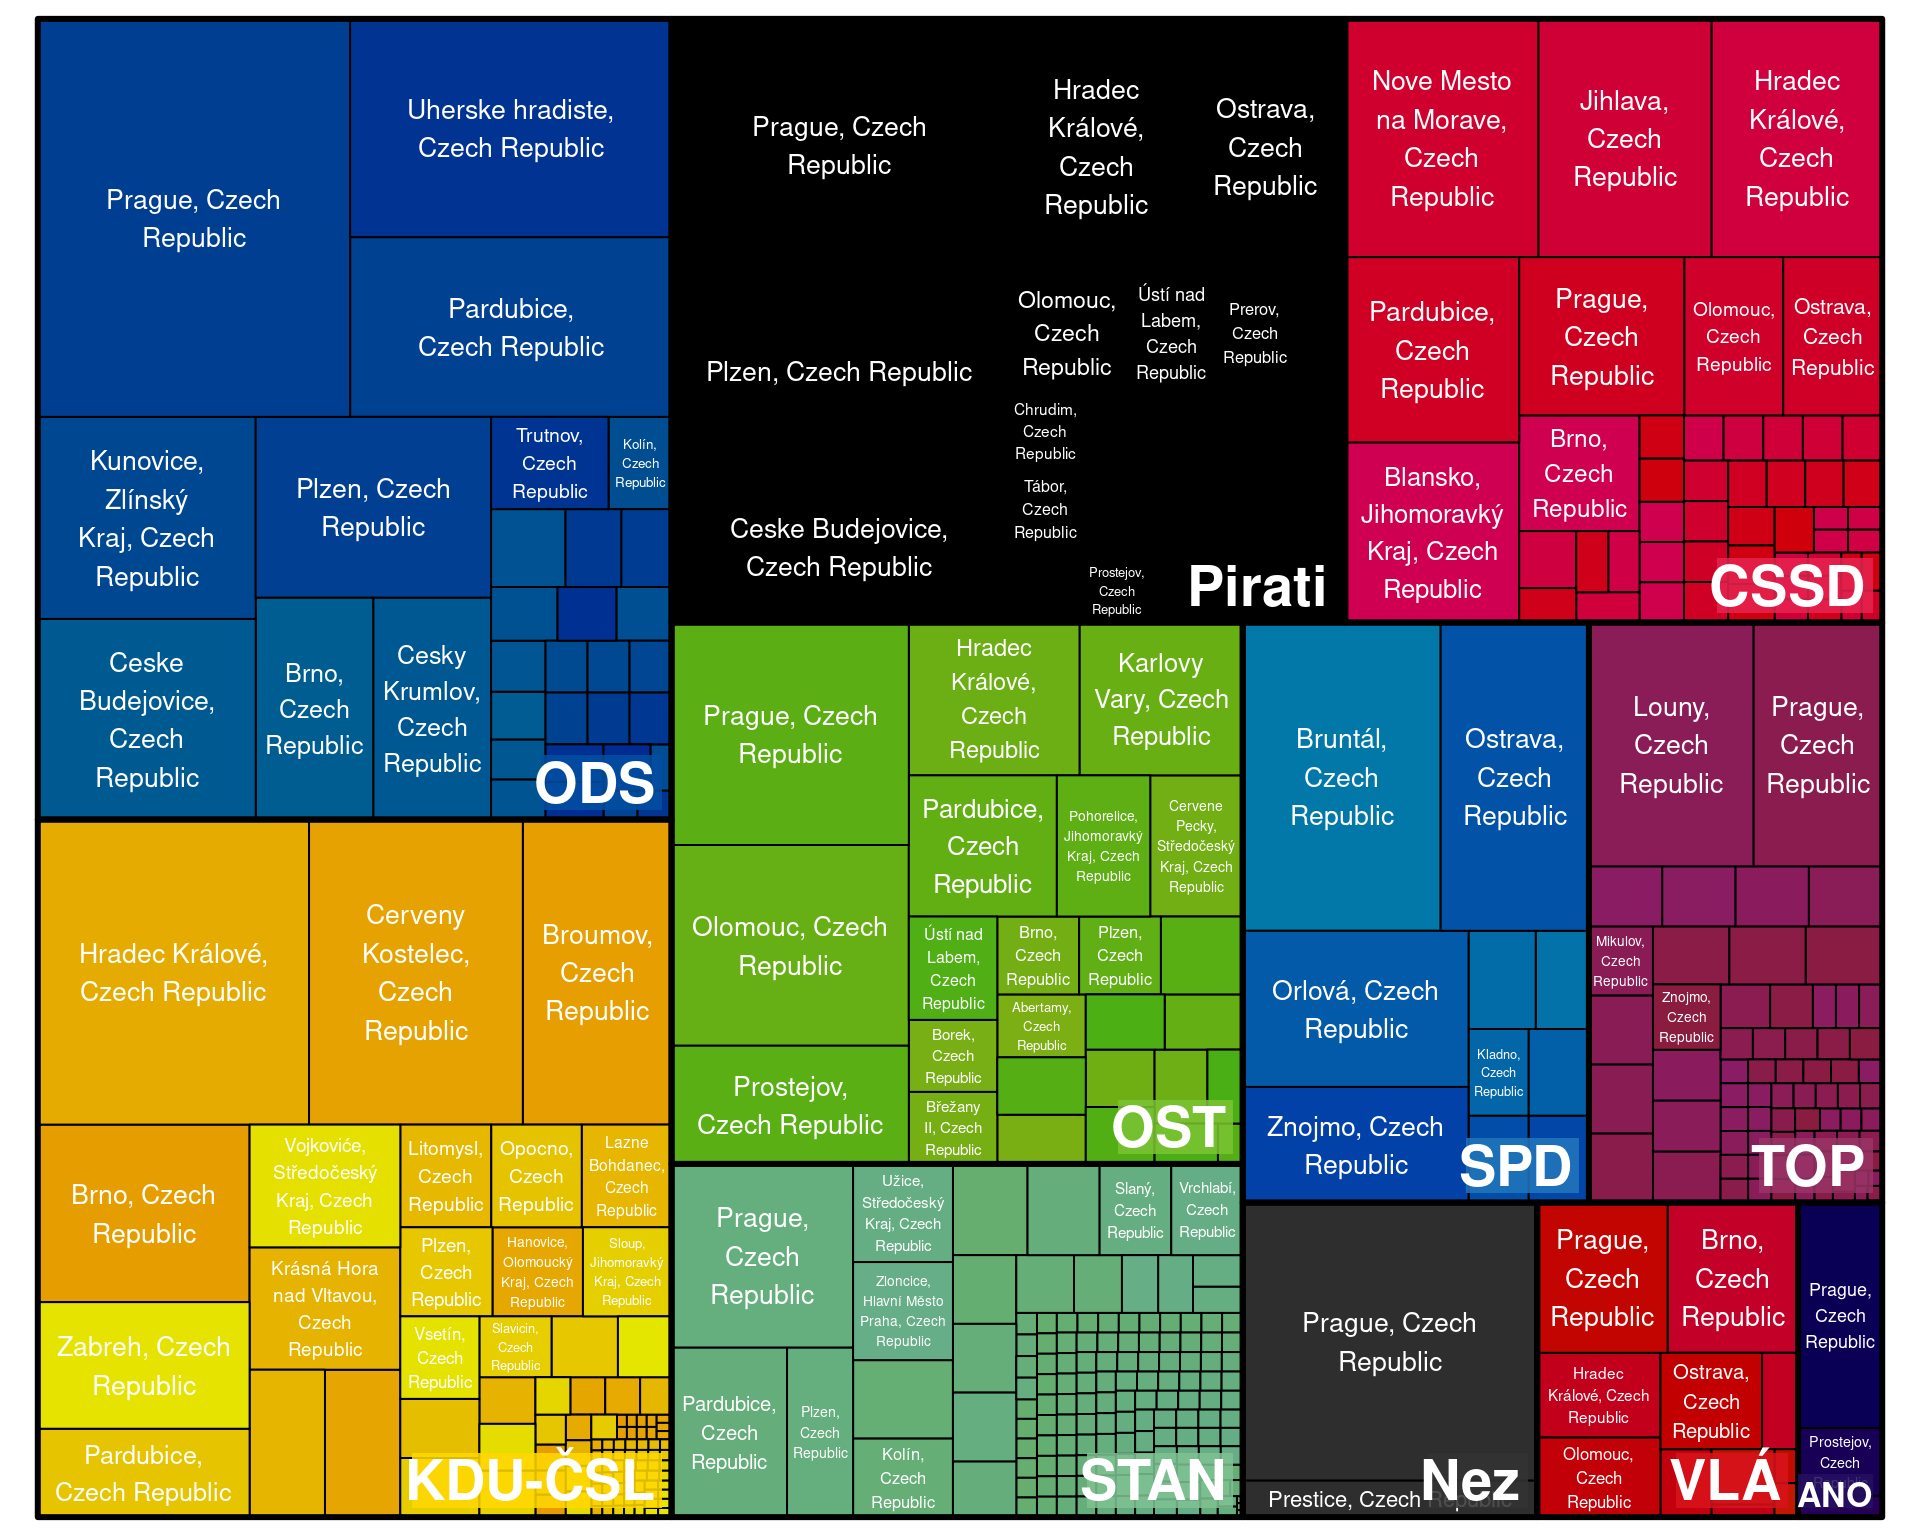 Prague, Czech
Republic
Uherske hradiste,
Czech Republic
Pardubice,
Czech Republic
Kunovice,
Zlínský
Kraj, Czech
Republic
Plzen, Czech
Republic
Trutnov,
Czech
Republic
Kolín,
Czech
Republic
Ceske
Budejovice,
Czech
Republic
Brno,
Czech
Republic
Cesky
Krumlov,
Czech
Republic
ODS
Prague, Czech
Republic
Hradec
Králové,
Czech
Republic
Ostrava,
Czech
Republic
Plzen, Czech Republic
Olomouc,
Czech
Republic
Ústí nad
Labem,
Czech
Republic
Prerov,
Czech
Republic
Chrudim,
Czech
Republic
Tábor,
Czech
Republic
Ceske Budejovice,
Czech Republic
Prostejov,
Czech
Republic
Pirati
Nove Mesto
na Morave,
Czech
Republic
Jihlava,
Czech
Republic
Hradec
Králové,
Czech
Republic
Pardubice,
Czech
Republic
Prague,
Czech
Republic
Olomouc,
Czech
Republic
Ostrava,
Czech
Republic
Blansko,
Jihomoravký
Kraj, Czech
Republic
Brno,
Czech
Republic
CSSD
Hradec Králové,
Czech Republic
Cerveny
Kostelec,
Czech
Republic
Broumov,
Czech
Republic
Brno, Czech
Republic
Vojkoviće,
Středočeský
Kraj, Czech
Republic
Litomysl,
Czech
Republic
Opocno,
Czech
Republic
Lazne
Bohdanec,
Czech
Republic
Krásná Hora
nad Vltavou,
Czech
Republic
Plzen,
Czech
Republic
Hanovice,
Olomoucký
Kraj, Czech
Republic
Sloup,
Jihomoravký
Kraj, Czech
Republic
Zabreh, Czech
Republic
Vsetín,
Czech
Republic
Slavicin,
Czech
Republic
Pardubice,
Czech Republic
KDU-ČSL
Prague, Czech
Republic
Hradec
Králové,
Czech
Republic
Karlovy
Vary, Czech
Republic
Pardubice,
Czech
Republic
Pohorelice,
Jihomoravký
Kraj, Czech
Republic
Cervene
Pecky,
Středočeský
Kraj, Czech
Republic
Olomouc, Czech
Republic
Ústí nad
Labem,
Czech
Republic
Brno,
Czech
Republic
Plzen,
Czech
Republic
Abertamy,
Czech
Republic
Borek,
Czech
Republic
Prostejov,
Czech Republic
Břežany
II, Czech
Republic
OST
Prague,
Czech
Republic
Užice,
Středočeský
Kraj, Czech
Republic
Slaný,
Czech
Republic
Vrchlabí,
Czech
Republic
Zloncice,
Hlavní Město
Praha, Czech
Republic
Pardubice,
Czech
Republic
Plzen,
Czech
Republic
Kolín,
Czech
Republic
STAN
Bruntál,
Czech
Republic
Ostrava,
Czech
Republic
Orlová, Czech
Republic
Kladno,
Czech
Republic
Znojmo, Czech
Republic
SPD
Louny,
Czech
Republic
Prague,
Czech
Republic
Mikulov,
Czech
Republic
Znojmo,
Czech
Republic
TOP
Prague, Czech
Republic
Prestice, Czech Republic
Nez
Prague,
Czech
Republic
Brno,
Czech
Republic
Hradec
Králové, Czech
Republic
Ostrava,
Czech
Republic
Olomouc,
Czech
Republic
VLÁ
Prague,
Czech
Republic
Prostejov,
Czech
Republic
ANO